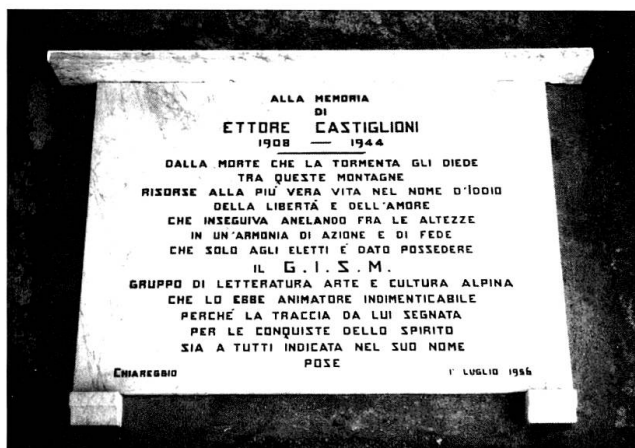 ALLA MEMORIA
DI
ETTORE CASTIGLIONI
1908 — 1944
DALLA MORTE CHE LA TORMENTA GLI DIEDE
TRA QUESTE MONTAGNE
RISORSE ALLA PIU' VERA VITA NEL NOME D'IDDIO
DELLA LIBERTÁ E DELL'AMORE
CHE INSEGUIVA ANELANDO FRA LE ALTEZZE
IN UN'ARMONIA DI AZIONE E DI FEDE
CHE SOLO AGLI ELETTI É DATO POSSEDERE
IL G.I.S.M.
GRUPPO DI LETTERATURA ARTE E CULTURA ALPINA
CHE LO EBBE ANIMATORE INDIMENTICABILE
PERCHÉ LA TRACCIA DA LUI SEGNATA
PER LE CONQUISTE DELLO SPIRITO
SIA A TUTTI INDICATA NEL SUO NOME
POSE
CHIAREGGIO 1° LUGLIO 1956